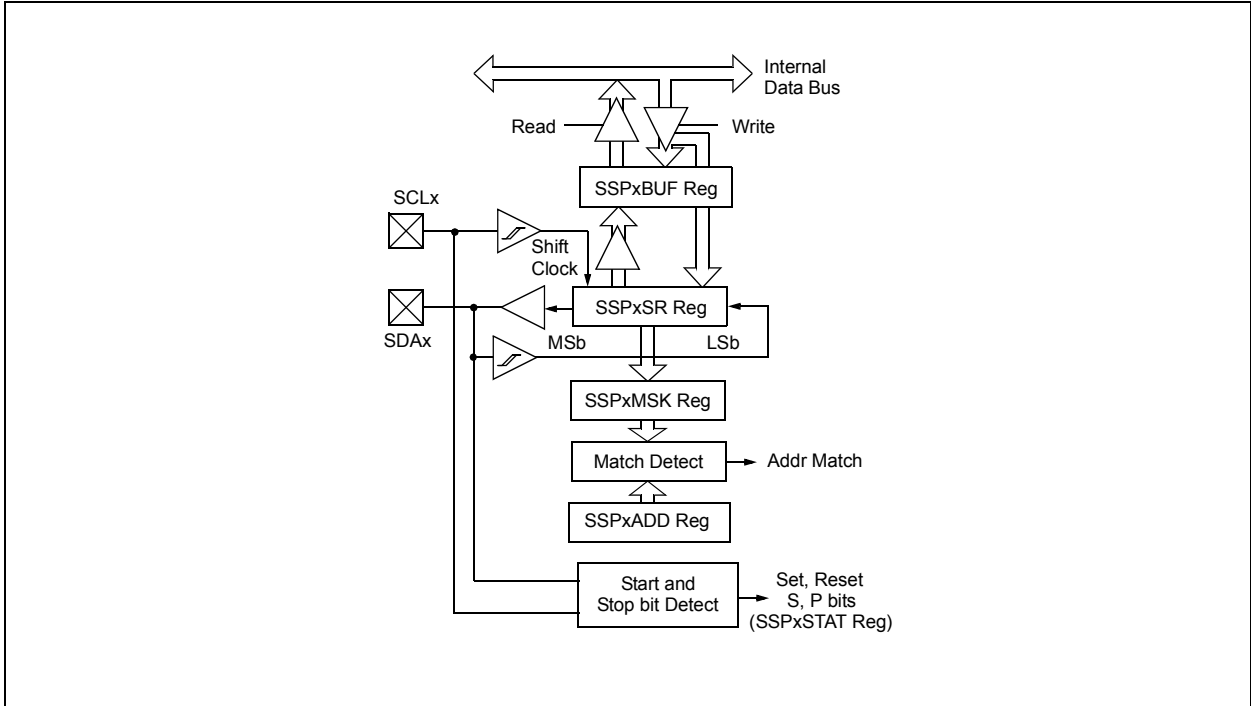 Internal
Data Bus
Read
Write
SSPxBUF Reg
SCLx
Shift
Clock
SSPxSR Reg
SDAx
MSb
LSb
SSPxMSK Reg
Match Detect
Addr Match
SSPxADD Reg
Start and
Stop bit Detect
Set, Reset
S, P bits
(SSPxSTAT Reg)